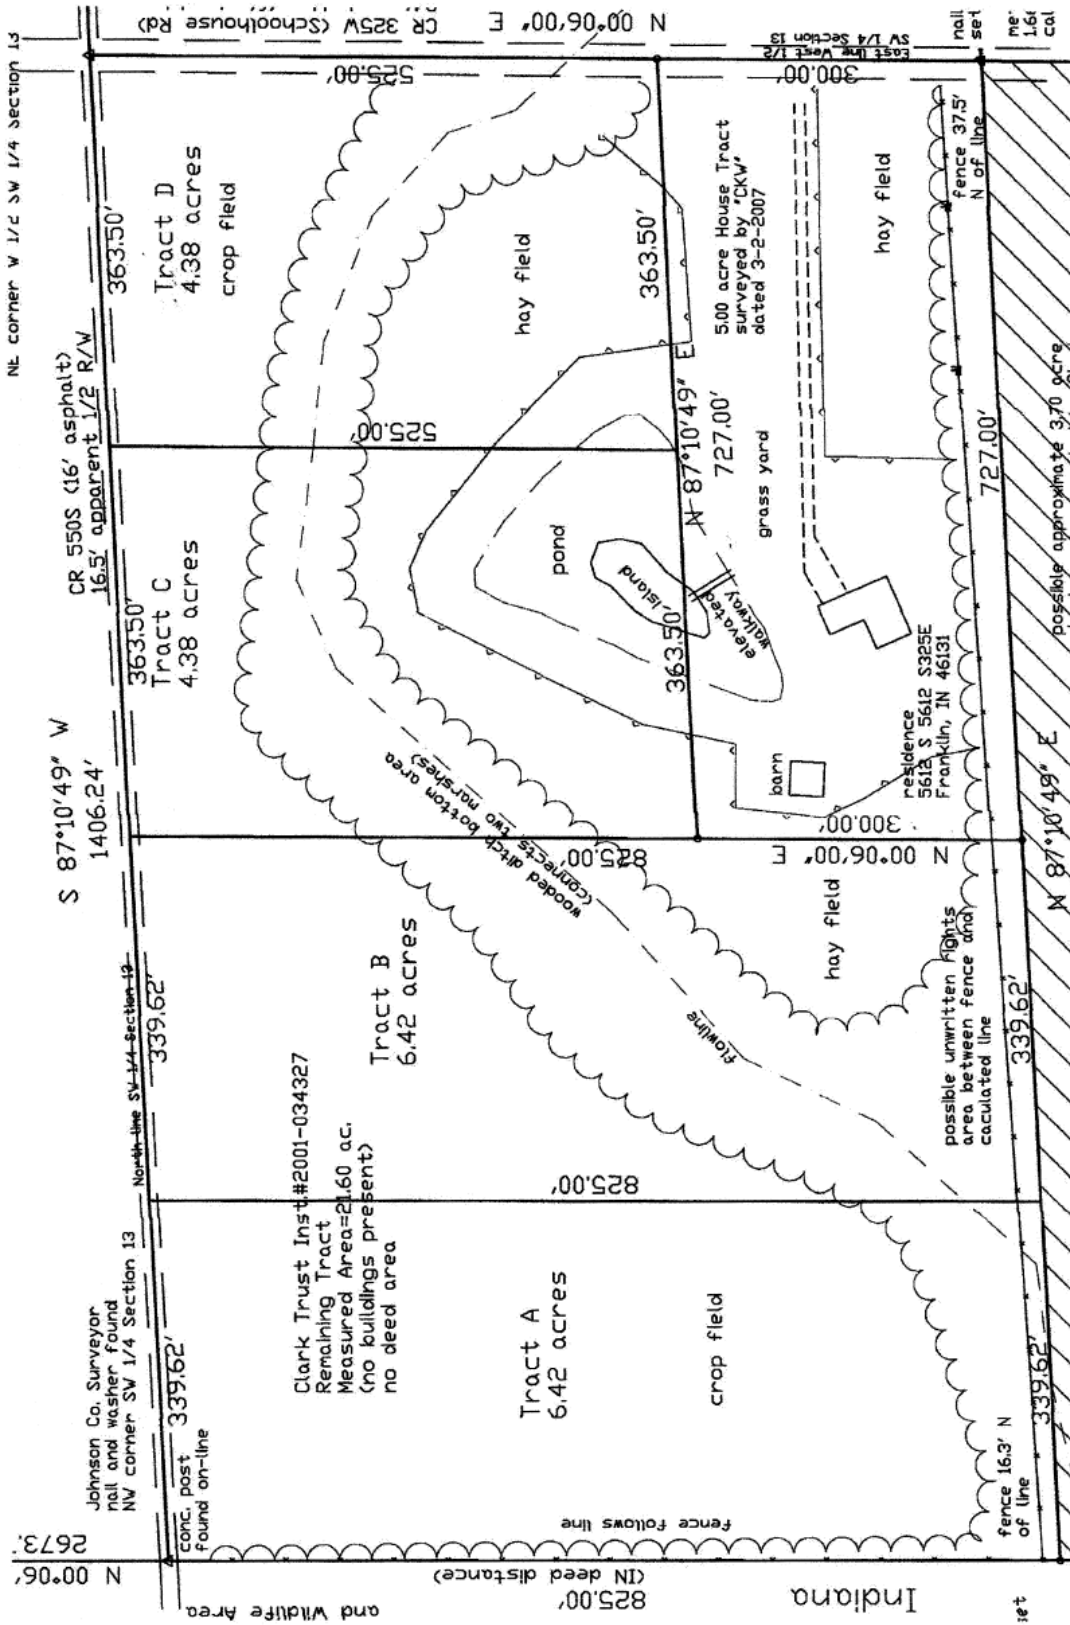 NE corner W 1/2 SW 1/4 Section 13
CR 325W (Schoolhouse Rd)
N 00°06'00" E
East line West 1/2
SW 1/4 Section 13
nail
set
CR 550S (16' asphalt)
16.5' apparent 1/2 R/W
S 87°10'49" W
1406.24'
North line SW 1/4 Section 13
Johnson Co. Surveyor
nail and washer found
NW corner SW 1/4 Section 13
conc. post
found on-line
2673.'
N 00°06'
339.62'
339.62'
363.50'
363.50'
525.00'
300.00'
Tract D
4.38 acres
crop field
hay field
525.00'
Tract C
4.38 acres
pond
island
elevated
walkway
363.50'
363.50'
N 87°10'49" E
727.00'
5.00 acre House Tract
surveyed by "CKW"
dated 3-2-2007
grass yard
hay field
fence 37.5'
N of line
727.00'
barn
residence
5612 S 5612 S325E
Franklin, IN 46131
300.00'
N 00°06'00" E
825.00'
wooded ditch bottom area
(connects two marshes)
Tract B
6.42 acres
flowline
hay field
possible unwritten rights
area between fence and
caculated line
339.62'
N 87°10'49" E
possible approximate 3.70 acre
Clark Trust Inst.#2001-034327
Remaining Tract
Measured Area=21.60 ac.
(no buildings present)
no deed area
825.00'
Tract A
6.42 acres
crop field
fence follows line
fence 16.3' N
of line
339.62'
and Wildlife Area
(IN deed distance)
825.00'
Indiana
set